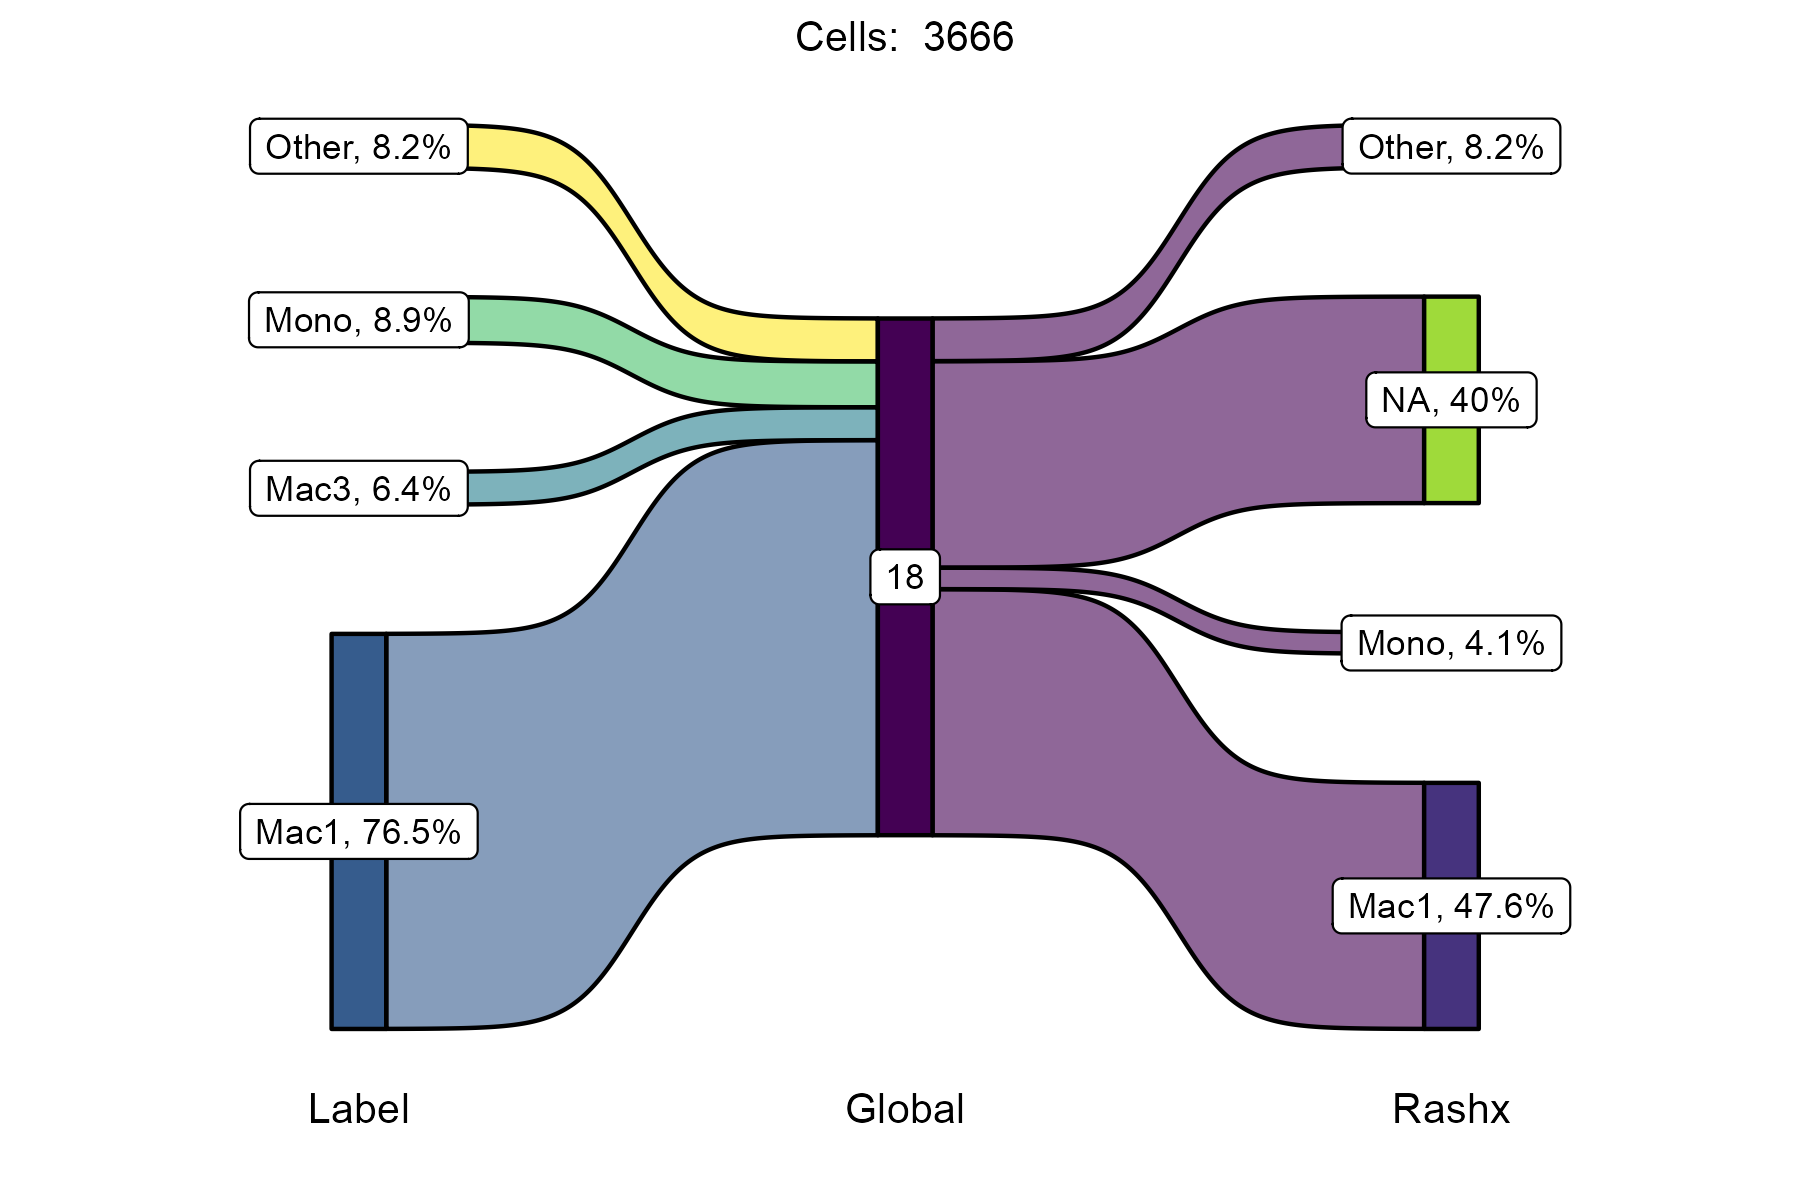 Cells:  3666
Other, 8.2%
Other, 8.2%
Mono, 8.9%
NA, 40%
Mac3, 6.4%
18
Mono, 4.1%
Mac1, 76.5%
Mac1, 47.6%
Label
Global
Rashx